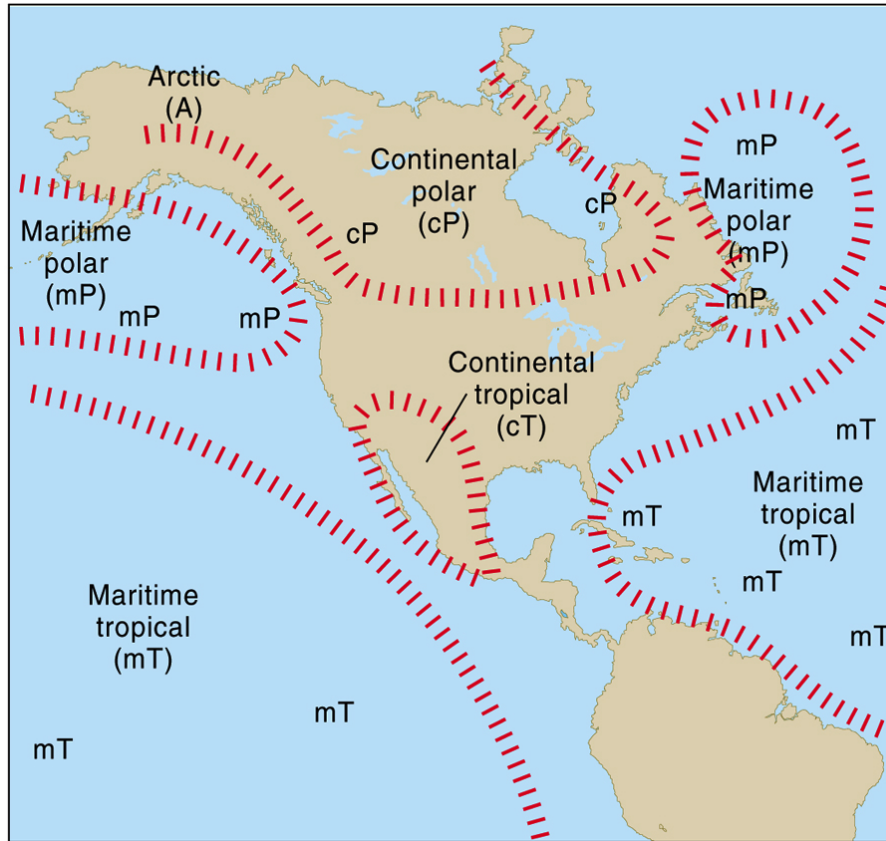 Arctic
(A)
Continental
polar
(cP)
cP
cP
mP
Maritime
polar
(mP)
mP
Maritime
polar
(mP)
mP
mP
Continental
tropical
(cT)
mT
Maritime
tropical
(mT)
mT
mT
mT
Maritime
tropical
(mT)
mT
mT